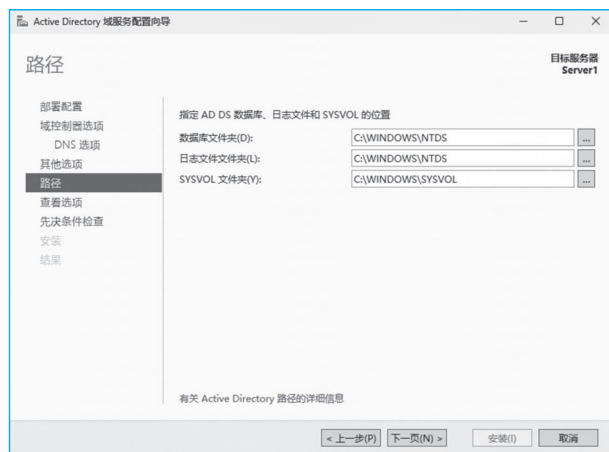 Active Directory 域服务配置向导
路径
目标服务器
Server1
部署配置
域控制器选项
DNS 选项
其他选项
路径
查看选项
先决条件检查
安装
结果
指定 AD DS 数据库、日志文件和 SYSVOL 的位置
数据库文件夹(D): C:\WINDOWS\NTDS ...
日志文件文件夹(L): C:\WINDOWS\NTDS ...
SYSVOL 文件夹(Y): C:\WINDOWS\SYSVOL ...
有关 Active Directory 路径的详细信息
< 上一步(P) 下一页(N) > 安装(I) 取消